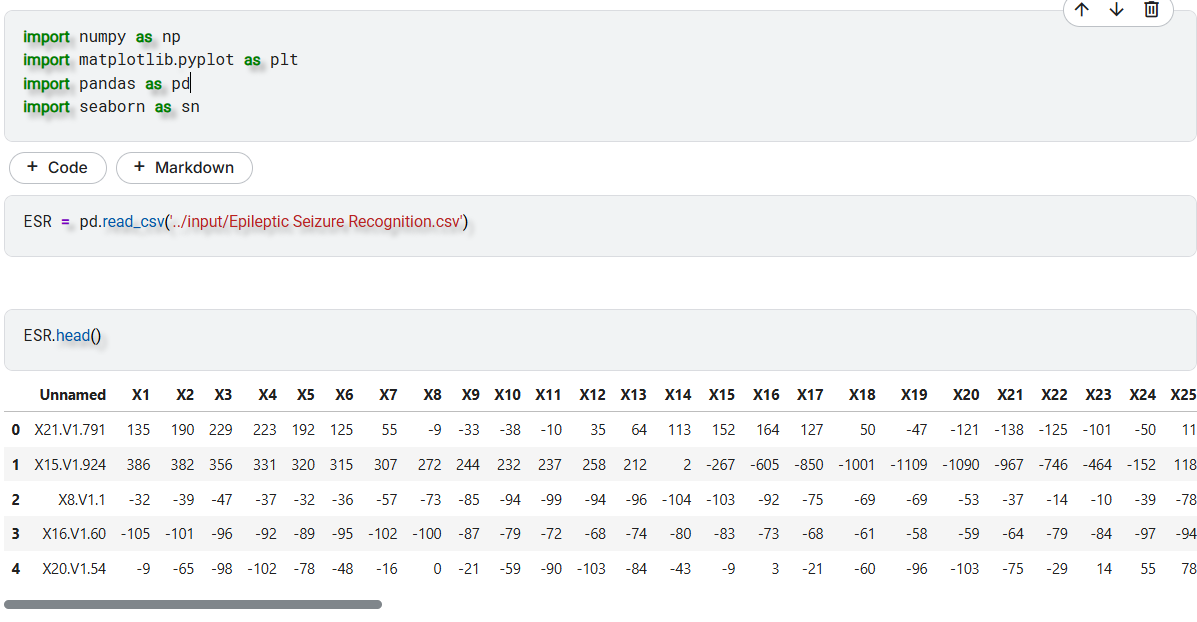 import numpy as np
import matplotlib.pyplot as plt
import pandas as pd
import seaborn as sn
+ Code + Markdown
ESR = pd.read_csv('../input/Epileptic Seizure Recognition.csv')
ESR.head()
Unnamed X1 X2 X3 X4 X5 X6 X7 X8 X9 X10 X11 X12 X13 X14 X15 X16 X17 X18 X19 X20 X21 X22 X23 X24 X25
0 X21.V1.791 135 190 229 223 192 125 55 -9 -33 -38 -10 35 64 113 152 164 127 50 -47 -121 -138 -125 -101 -50 11
1 X15.V1.924 386 382 356 331 320 315 307 272 244 232 237 258 212 2 -267 -605 -850 -1001 -1109 -1090 -967 -746 -464 -152 118
2 X8.V1.1 -32 -39 -47 -37 -32 -36 -57 -73 -85 -94 -99 -94 -96 -104 -103 -92 -75 -69 -69 -53 -37 -14 -10 -39 -78
3 X16.V1.60 -105 -101 -96 -92 -89 -95 -102 -100 -87 -79 -72 -68 -74 -80 -83 -73 -68 -61 -58 -59 -64 -79 -84 -97 -94
4 X20.V1.54 -9 -65 -98 -102 -78 -48 -16 0 -21 -59 -90 -103 -84 -43 -9 3 -21 -60 -96 -103 -75 -29 14 55 78